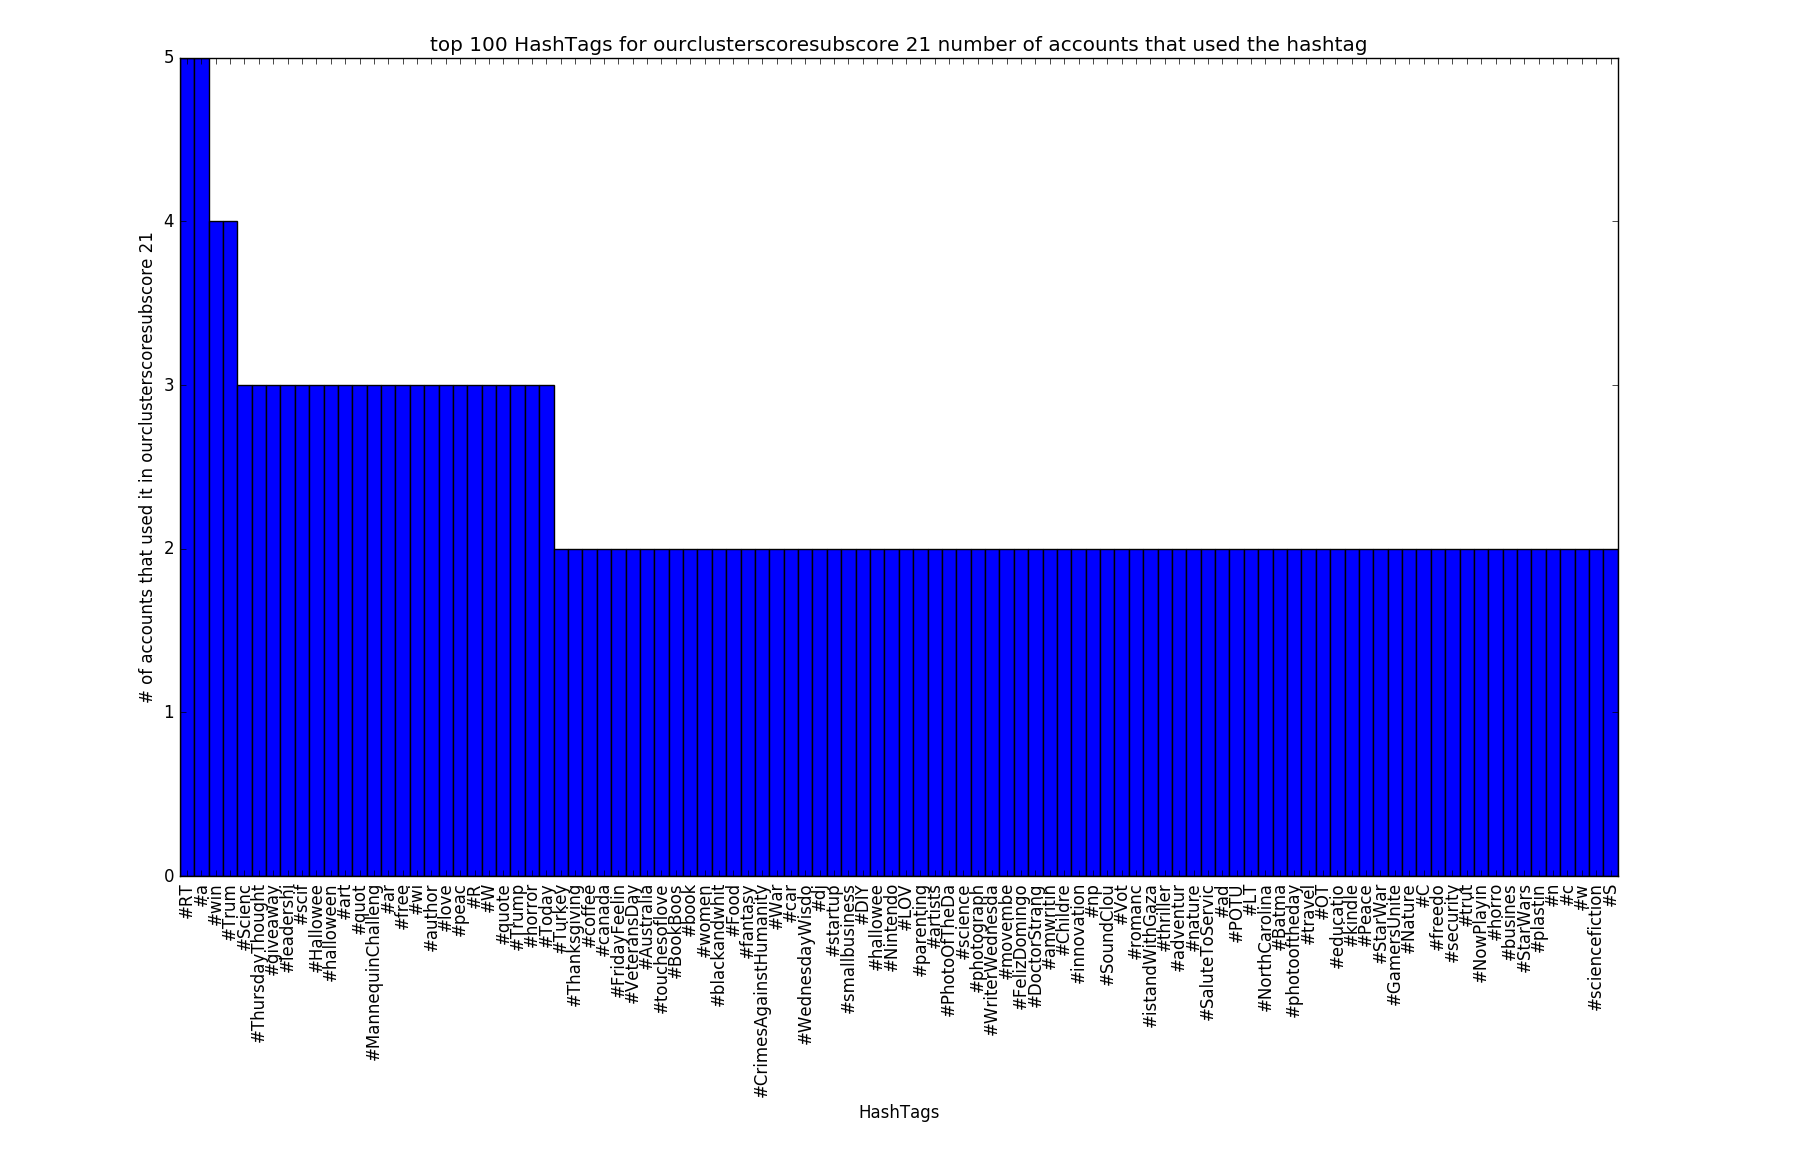 top 100 HashTags for ourclusterscoresubscore 21 number of accounts that used the hashtag
# of accounts that used it in ourclusterscoresubscore 21
5
4
3
2
1
0
#RT
#a
#win
#Trum
#Scienc
#ThursdayThought
#giveaway
#leadershi
#scif
#Hallowee
#halloween
#art
#quot
#MannequinChalleng
#ar
#free
#wi
#author
#love
#peac
#R
#W
#quote
#Trump
#horror
#Today
#Turkey
#Thanksgiving
#coffee
#canada
#FridayFeelin
#VeteransDay
#Australia
#touchesoflove
#BookBoos
#book
#women
#blackandwhit
#Food
#fantasy
#CrimesAgainstHumanity
#War
#car
#WednesdayWisdo
#dj
#startup
#smallbusiness
#DIY
#hallowee
#Nintendo
#LOV
#parenting
#artists
#PhotoOfTheDa
#science
#photograph
#WriterWednesda
#movembe
#FelizDomingo
#DoctorStrang
#amwritin
#Childre
#innovation
#np
#SoundClou
#Vot
#romanc
#istandWithGaza
#thriller
#adventur
#nature
#SaluteToServic
#ad
#POTU
#LT
#NorthCarolina
#Batma
#photooftheday
#travel
#OT
#educatio
#kindle
#Peace
#StarWar
#GamersUnite
#Nature
#C
#freedo
#security
#trut
#NowPlayin
#horro
#busines
#StarWars
#plastin
#n
#c
#w
#sciencefiction
#S
HashTags